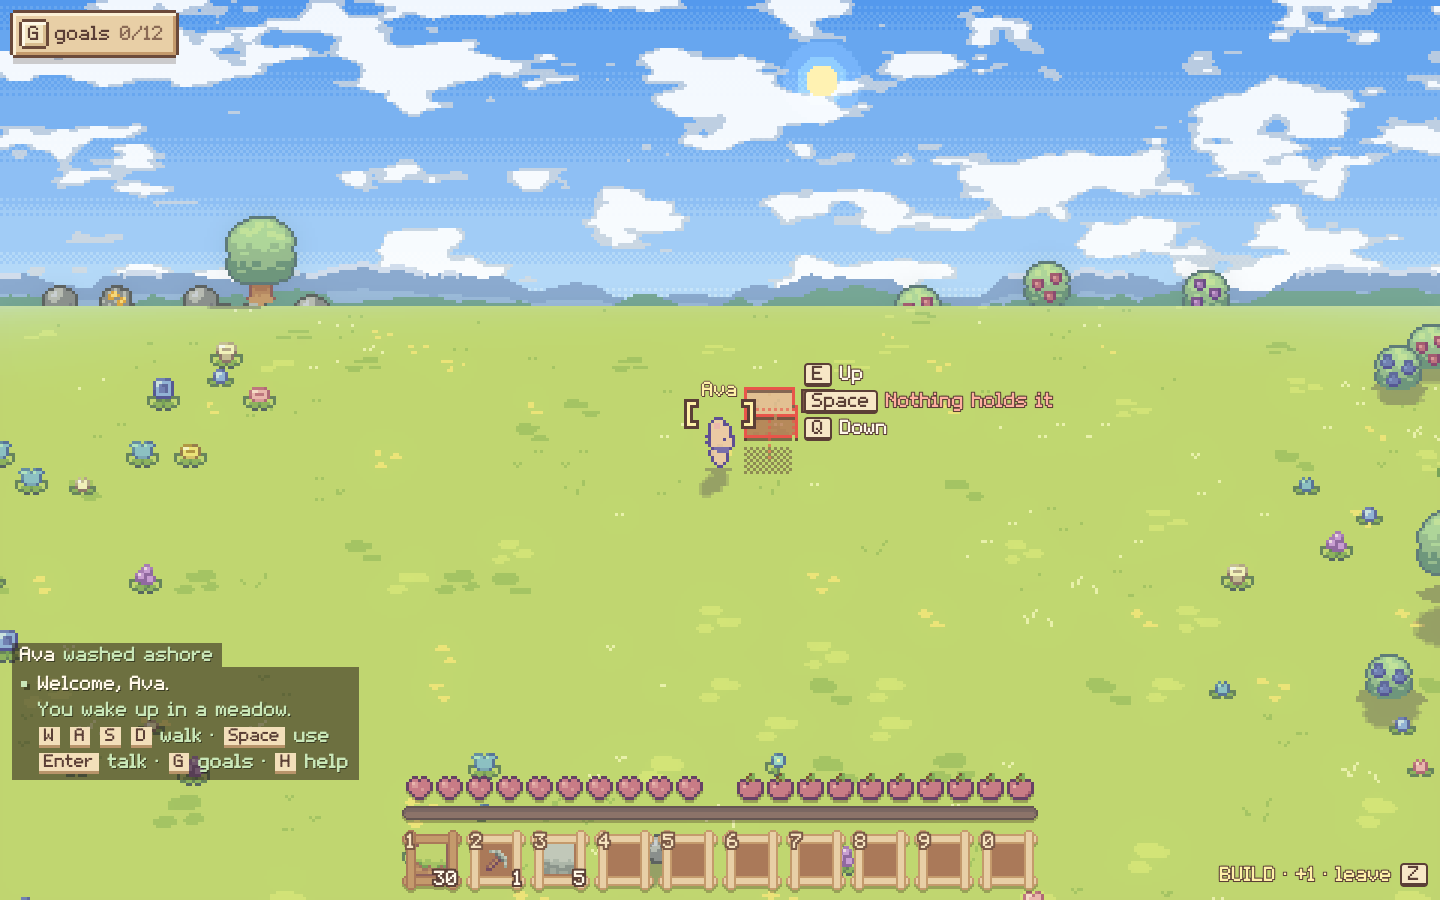 G goals 0/12
E Up
Ava
Space Nothing holds it
Q Down
Ava washed ashore
Welcome, Ava.
You wake up in a meadow.
W A S D walk · Space use
Enter talk · G goals · H help
1 2 3 4 5 6 7 8 9 0
30 1 5
BUILD · +1 · leave Z